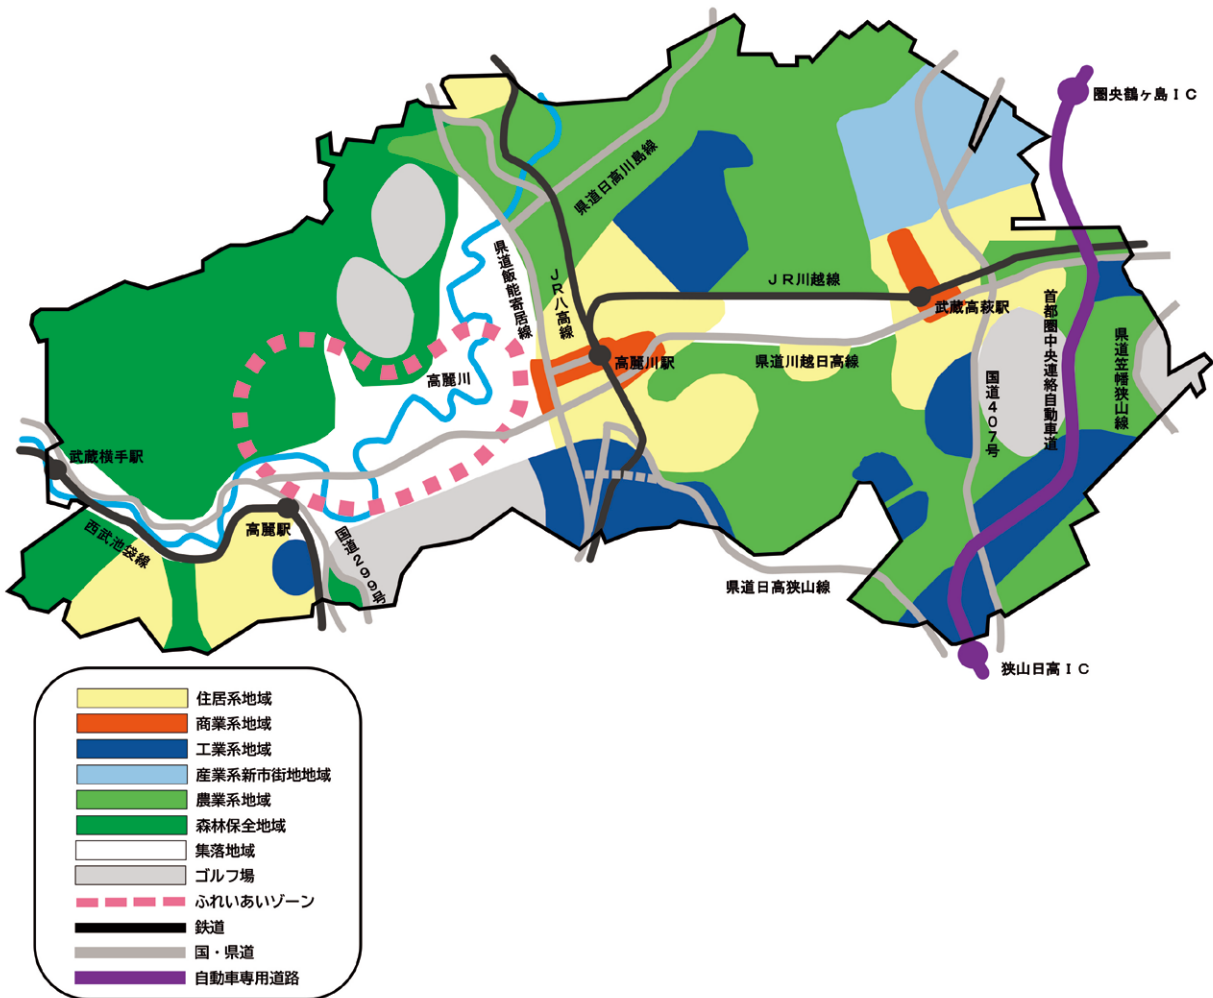 圏央鶴ヶ島ＩＣ
県道日高川島線
県道飯能寄居線
ＪＲ八高線
ＪＲ川越線
武蔵高萩駅
首都圏中央連絡自動車道
県道笠幡狭山線
高麗川駅
県道川越日高線
高麗川
国道４０７号
武蔵横手駅
西武池袋線
高麗駅
国道２９９号
県道日高狭山線
狭山日高ＩＣ
住居系地域
商業系地域
工業系地域
産業系新市街地地域
農業系地域
森林保全地域
集落地域
ゴルフ場
ふれいあいゾーン
鉄道
国・県道
自動車専用道路